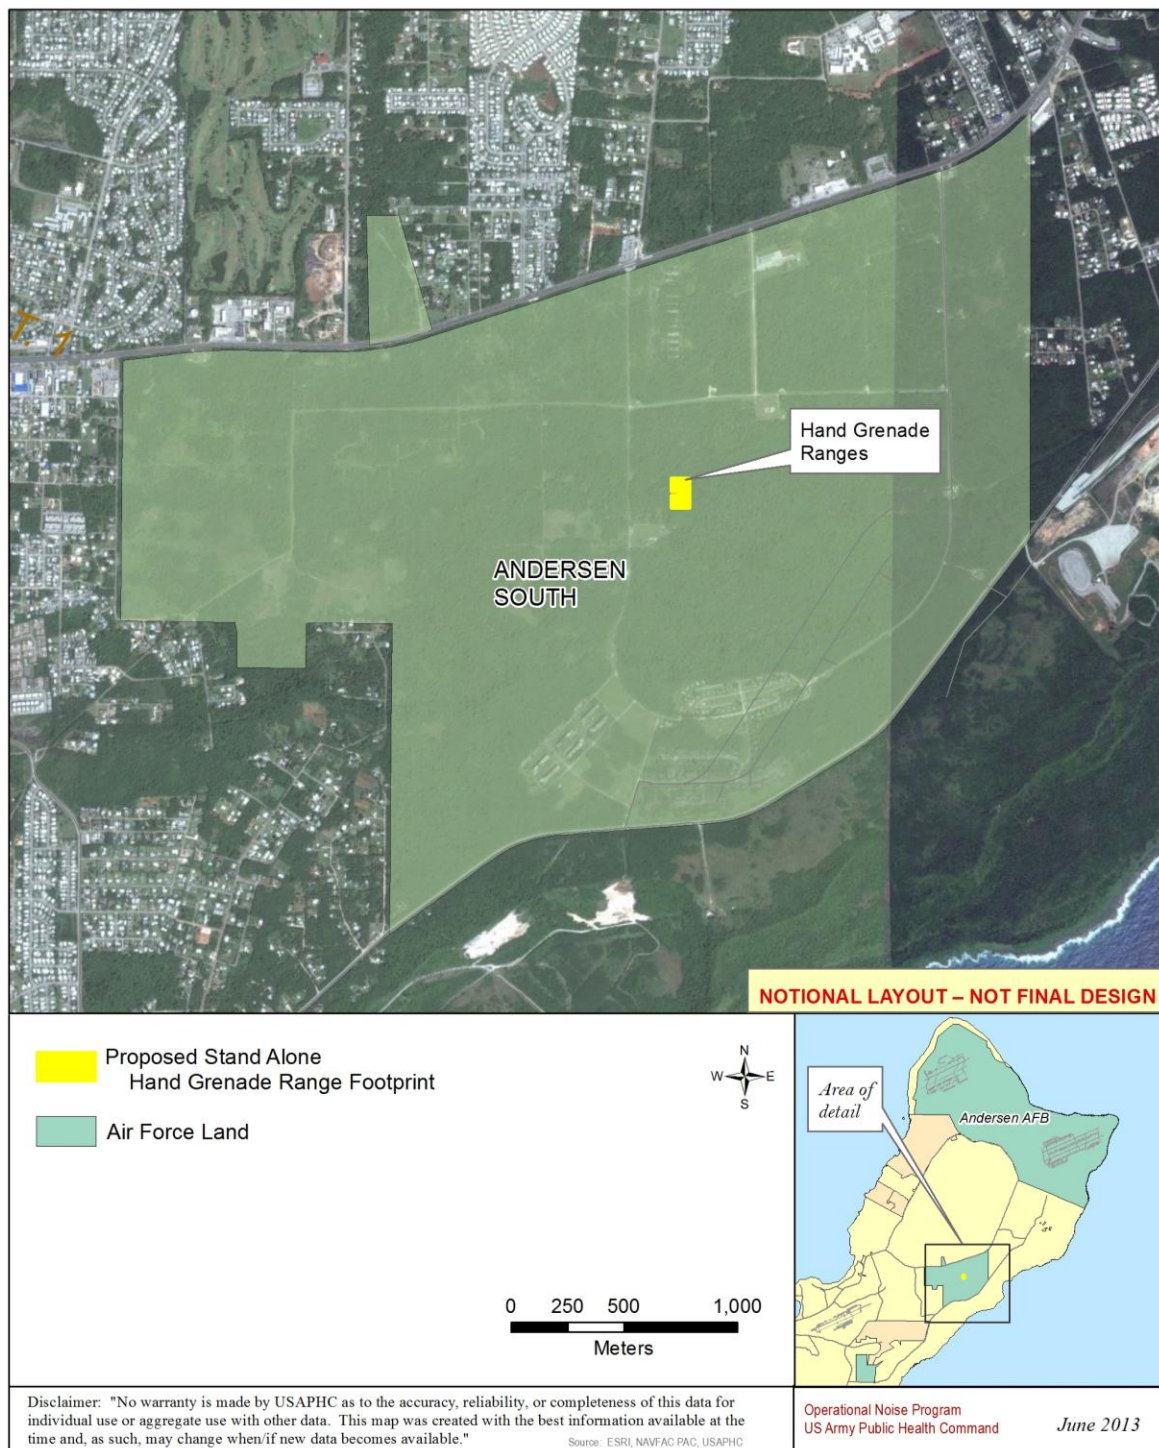 T. 1
Hand Grenade
Ranges
ANDERSEN
SOUTH
NOTIONAL LAYOUT – NOT FINAL DESIGN
Proposed Stand Alone
Hand Grenade Range Footprint
Air Force Land
N
W E
S
0 250 500 1,000
Meters
Area of
detail
Andersen AFB
Disclaimer: "No warranty is made by USAPHC as to the accuracy, reliability, or completeness of this data for
individual use or aggregate use with other data. This map was created with the best information available at the
time and, as such, may change when/if new data becomes available."
Source: ESRI, NAVFAC PAC, USAPHC
Operational Noise Program
US Army Public Health Command
June 2013